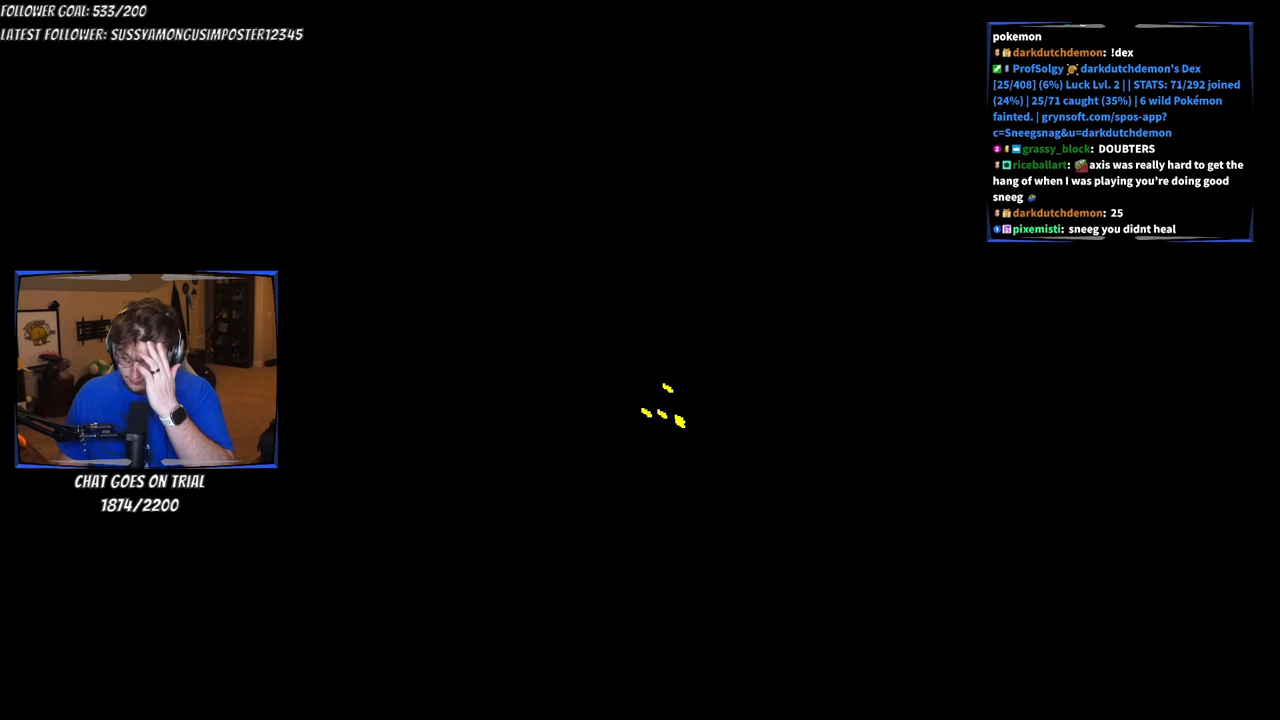 FOLLOWER GOAL: 533/200
LATEST FOLLOWER: SUSSYAMONGUSIMPOSTER12345
pokemon
darkdutchdemon: !dex
ProfSolgy darkdutchdemon's Dex
[25/408] (6%) Luck Lvl. 2 | | STATS: 71/292 joined
(24%) | 25/71 caught (35%) | 6 wild Pokémon
fainted. | grynsoft.com/spos-app?
c=Sneegsnag&u=darkdutchdemon
grassy_block: DOUBTERS
riceballart: axis was really hard to get the
hang of when I was playing you're doing good
sneeg
darkdutchdemon: 25
pixemisti: sneeg you didnt heal
CHAT GOES ON TRIAL
1874/2200